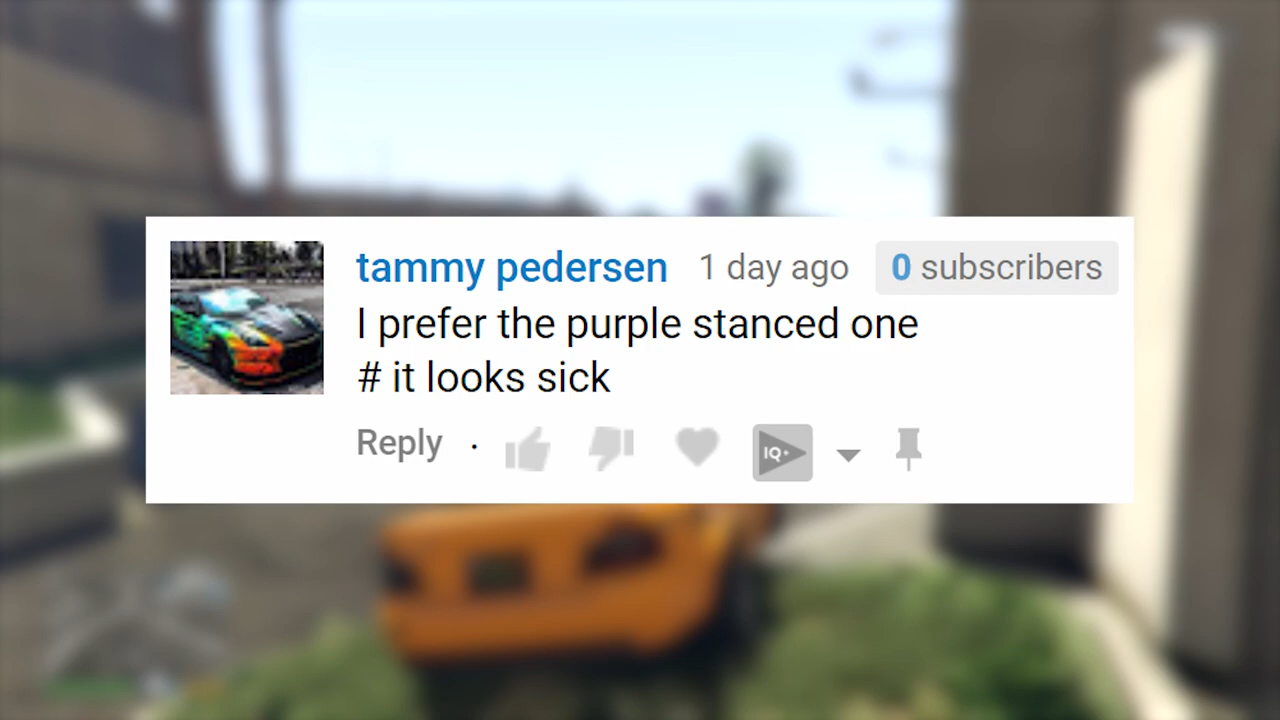 tammy pedersen 1 day ago 0 subscribers
I prefer the purple stanced one
# it looks sick
Reply · IQ+